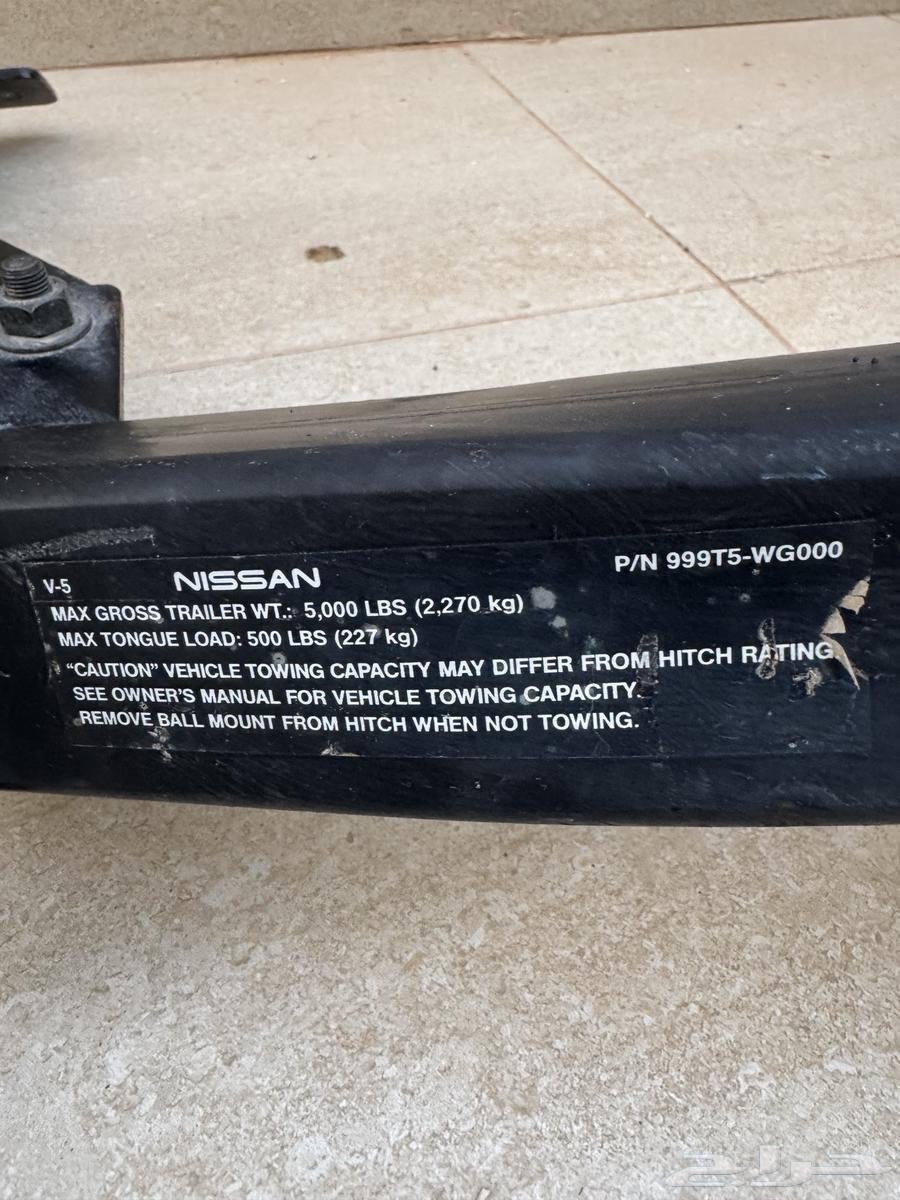 V-5 NISSAN P/N 999T5-WG000
MAX GROSS TRAILER WT.: 5,000 LBS (2,270 kg)
MAX TONGUE LOAD: 500 LBS (227 kg)
"CAUTION" VEHICLE TOWING CAPACITY MAY DIFFER FROM HITCH RATING
SEE OWNER'S MANUAL FOR VEHICLE TOWING CAPACITY.
REMOVE BALL MOUNT FROM HITCH WHEN NOT TOWING.
حراج